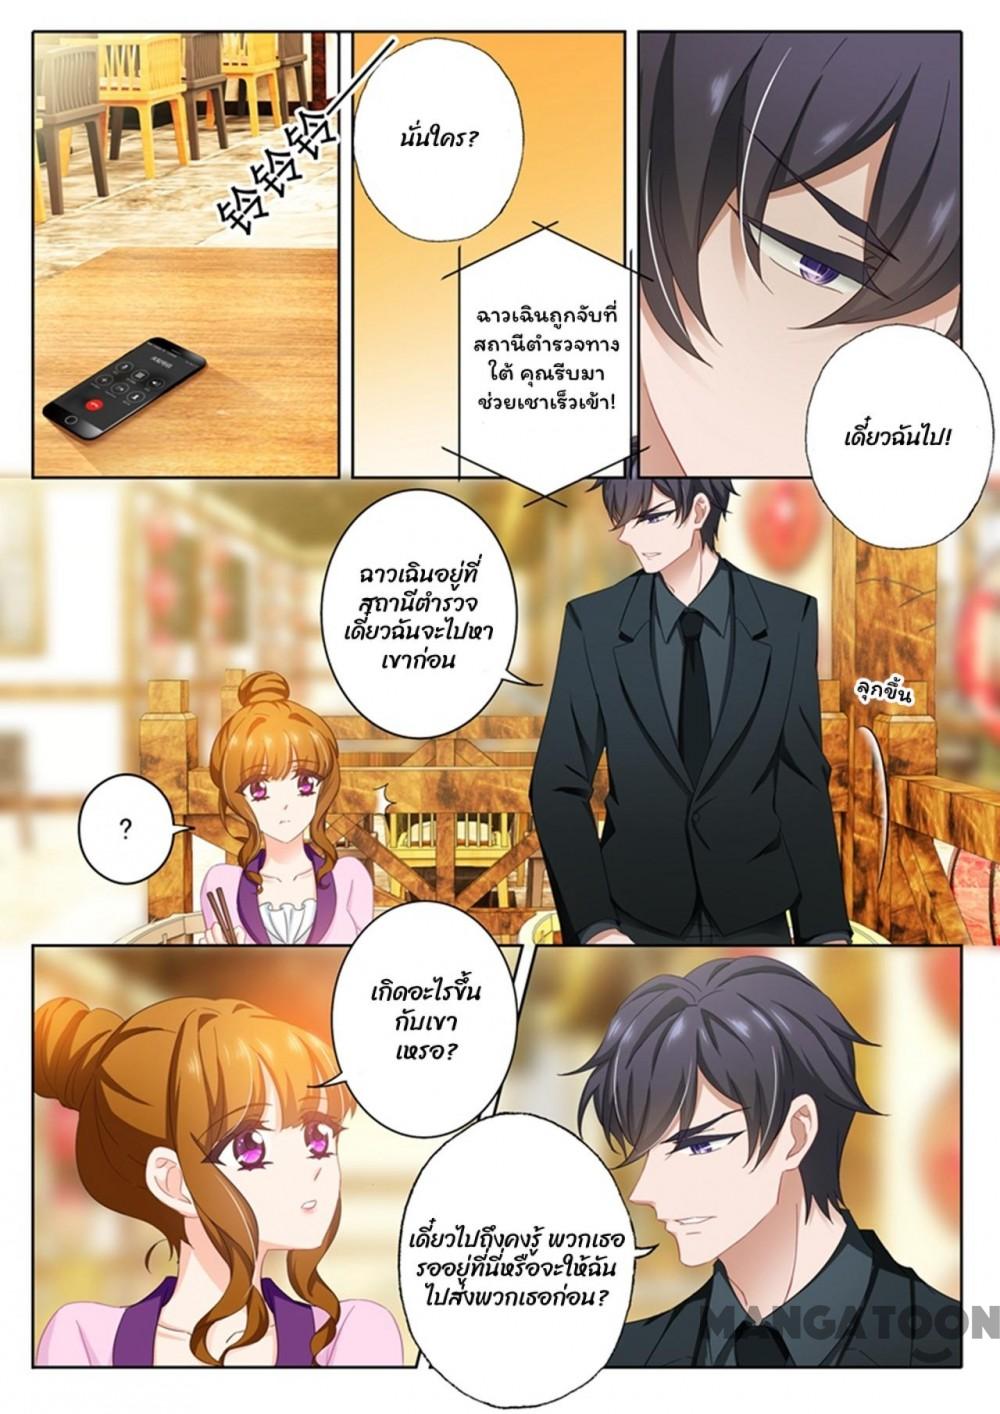 铃铃铃
นั่นใคร?
ฉาวเฉินถูกจับที่
สถานีตำรวจทาง
ใต้ คุณรีบมา
ช่วยเชาเร็วเข้า!
เดี๋ยวฉันไป!
ฉาวเฉินอยู่ที่
สถานีตำรวจ
เดี๋ยวฉันจะไปหา
เขาก่อน
ลุกขึ้น
?
เกิดอะไรขึ้น
กับเขา
เหรอ?
เดี๋ยวไปถึงคงรู้ พวกเธอ
รออยู่ที่นี่หรือจะให้ฉัน
ไปส่งพวกเธอก่อน?
MANGATOON